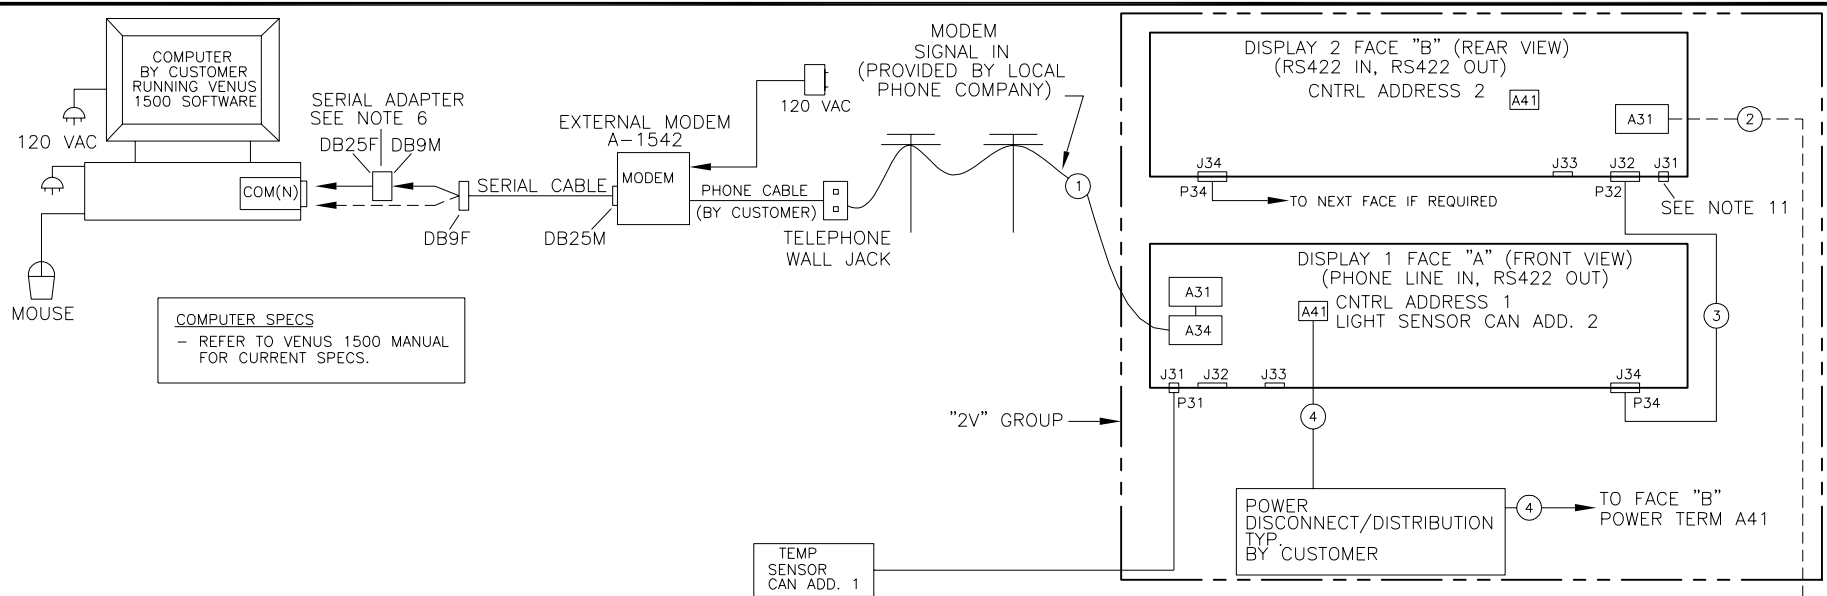 COMPUTER
BY CUSTOMER
RUNNING VENUS
1500 SOFTWARE
120 VAC
SERIAL ADAPTER
SEE NOTE 6
DB25F DB9M
COM(N)
MOUSE
DB9F
SERIAL CABLE
EXTERNAL MODEM
A-1542
MODEM
DB25M
120 VAC
PHONE CABLE
(BY CUSTOMER)
TELEPHONE
WALL JACK
MODEM
SIGNAL IN
(PROVIDED BY LOCAL
PHONE COMPANY)
1
COMPUTER SPECS
- REFER TO VENUS 1500 MANUAL
FOR CURRENT SPECS.
DISPLAY 2 FACE "B" (REAR VIEW)
(RS422 IN, RS422 OUT)
CNTRL ADDRESS 2
A41
A31
2
J34
J33
J32
J31
P34
P32
TO NEXT FACE IF REQUIRED
SEE NOTE 11
DISPLAY 1 FACE "A" (FRONT VIEW)
(PHONE LINE IN, RS422 OUT)
CNTRL ADDRESS 1
LIGHT SENSOR CAN ADD. 2
A31
A34
A41
3
J31
J32
J33
J34
P31
P34
"2V" GROUP
4
POWER
DISCONNECT/DISTRIBUTION
TYP.
BY CUSTOMER
4
TO FACE "B"
POWER TERM A41
TEMP
SENSOR
CAN ADD. 1